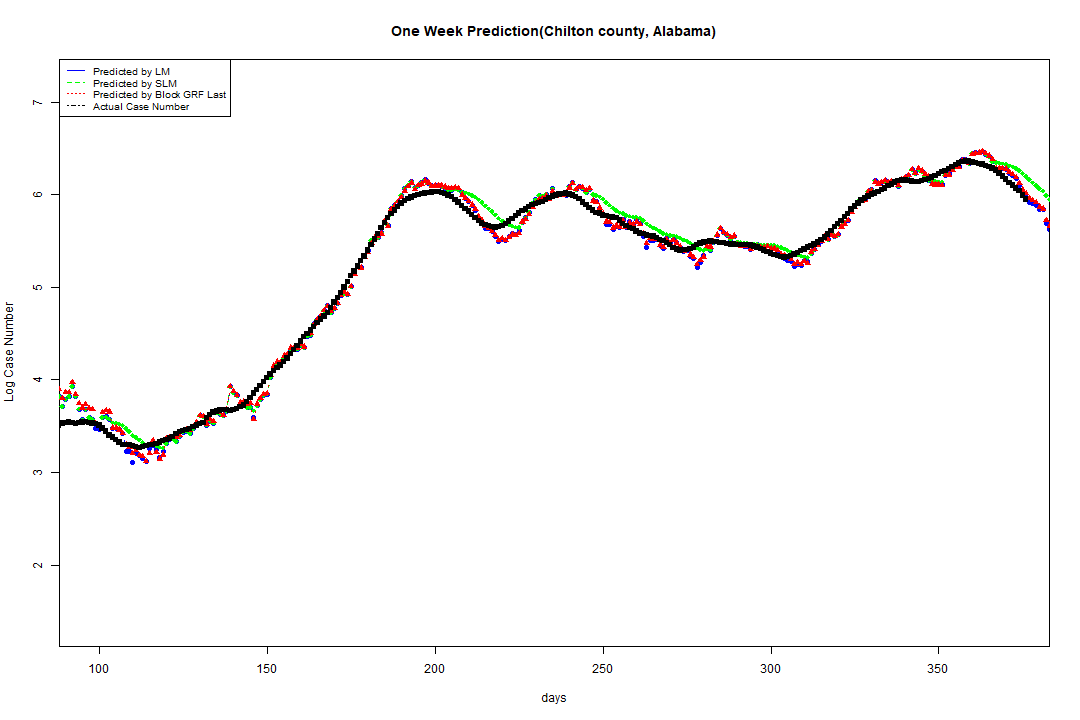 One Week Prediction(Chilton county, Alabama)
Predicted by LM
Predicted by SLM
Predicted by Block GRF Last
Actual Case Number
Log Case Number
7
6
5
4
3
2
100 150 200 250 300 350
days